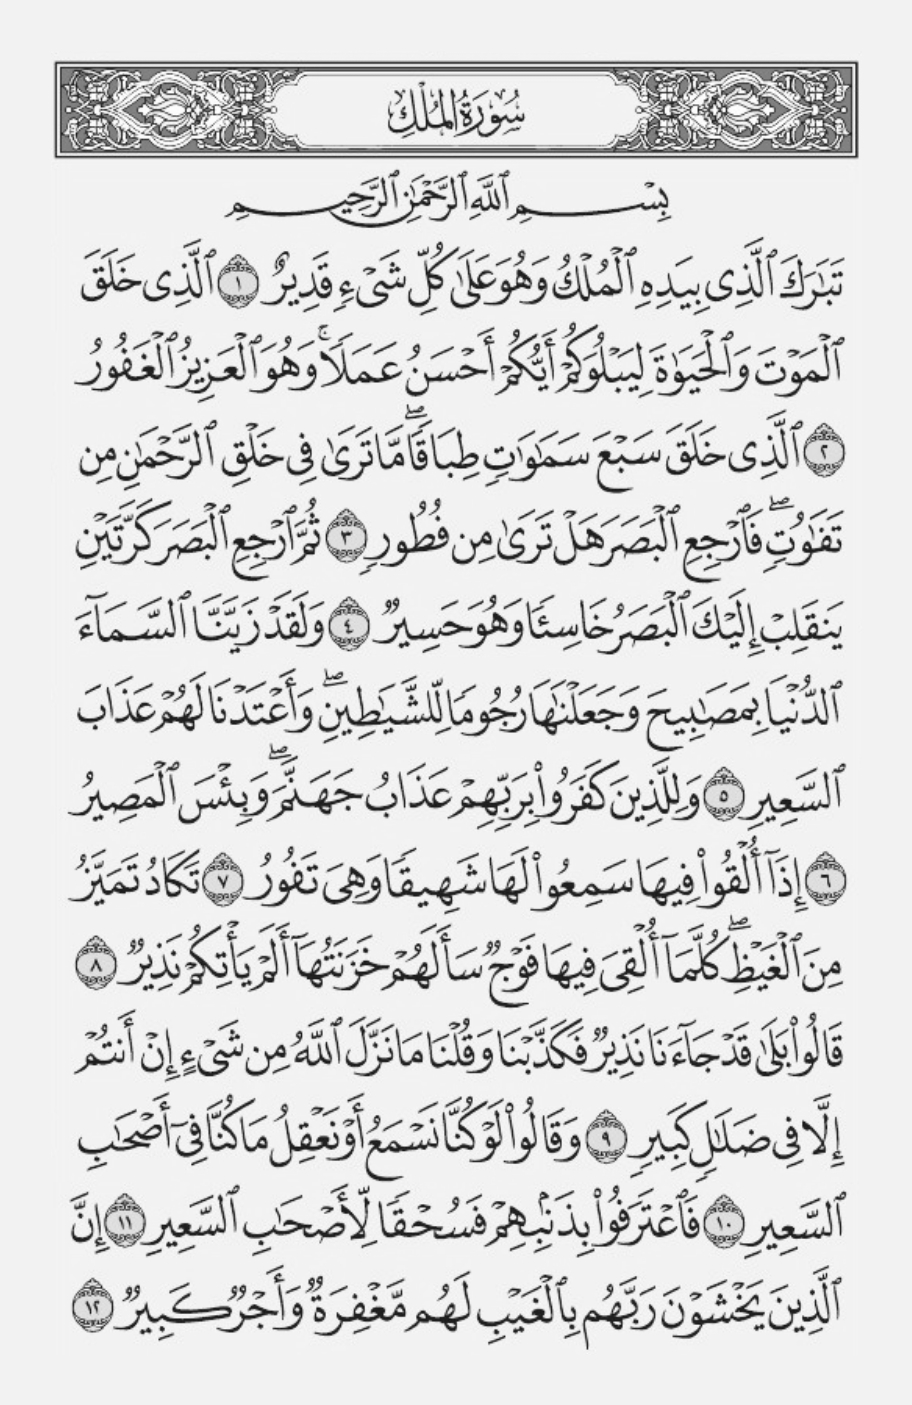 سُورَةُ المُلْكِ
بِسْمِ ٱللَّهِ ٱلرَّحْمَٰنِ ٱلرَّحِيمِ
تَبَٰرَكَ ٱلَّذِى بِيَدِهِ ٱلْمُلْكُ وَهُوَ عَلَىٰ كُلِّ شَىْءٍ قَدِيرٌ ١ ٱلَّذِى خَلَقَ
ٱلْمَوْتَ وَٱلْحَيَوٰةَ لِيَبْلُوَكُمْ أَيُّكُمْ أَحْسَنُ عَمَلًا ۚ وَهُوَ ٱلْعَزِيزُ ٱلْغَفُورُ
٢ ٱلَّذِى خَلَقَ سَبْعَ سَمَٰوَٰتٍ طِبَاقًا ۖ مَّا تَرَىٰ فِى خَلْقِ ٱلرَّحْمَٰنِ مِن
تَفَٰوُتٍ ۖ فَٱرْجِعِ ٱلْبَصَرَ هَلْ تَرَىٰ مِن فُطُورٍ ٣ ثُمَّ ٱرْجِعِ ٱلْبَصَرَ كَرَّتَيْنِ
يَنقَلِبْ إِلَيْكَ ٱلْبَصَرُ خَاسِئًا وَهُوَ حَسِيرٌ ٤ وَلَقَدْ زَيَّنَّا ٱلسَّمَآءَ
ٱلدُّنْيَا بِمَصَٰبِيحَ وَجَعَلْنَٰهَا رُجُومًا لِّلشَّيَٰطِينِ ۖ وَأَعْتَدْنَا لَهُمْ عَذَابَ
ٱلسَّعِيرِ ٥ وَلِلَّذِينَ كَفَرُوا۟ بِرَبِّهِمْ عَذَابُ جَهَنَّمَ ۖ وَبِئْسَ ٱلْمَصِيرُ
٦ إِذَآ أُلْقُوا۟ فِيهَا سَمِعُوا۟ لَهَا شَهِيقًا وَهِىَ تَفُورُ ٧ تَكَادُ تَمَيَّزُ
مِنَ ٱلْغَيْظِ ۖ كُلَّمَآ أُلْقِىَ فِيهَا فَوْجٌ سَأَلَهُمْ خَزَنَتُهَآ أَلَمْ يَأْتِكُمْ نَذِيرٌ ٨
قَالُوا۟ بَلَىٰ قَدْ جَآءَنَا نَذِيرٌ فَكَذَّبْنَا وَقُلْنَا مَا نَزَّلَ ٱللَّهُ مِن شَىْءٍ إِنْ أَنتُمْ
إِلَّا فِى ضَلَٰلٍ كَبِيرٍ ٩ وَقَالُوا۟ لَوْ كُنَّا نَسْمَعُ أَوْ نَعْقِلُ مَا كُنَّا فِىٓ أَصْحَٰبِ
ٱلسَّعِيرِ ١٠ فَٱعْتَرَفُوا۟ بِذَنۢبِهِمْ فَسُحْقًا لِّأَصْحَٰبِ ٱلسَّعِيرِ ١١ إِنَّ
ٱلَّذِينَ يَخْشَوْنَ رَبَّهُم بِٱلْغَيْبِ لَهُم مَّغْفِرَةٌ وَأَجْرٌ كَبِيرٌ ١٢